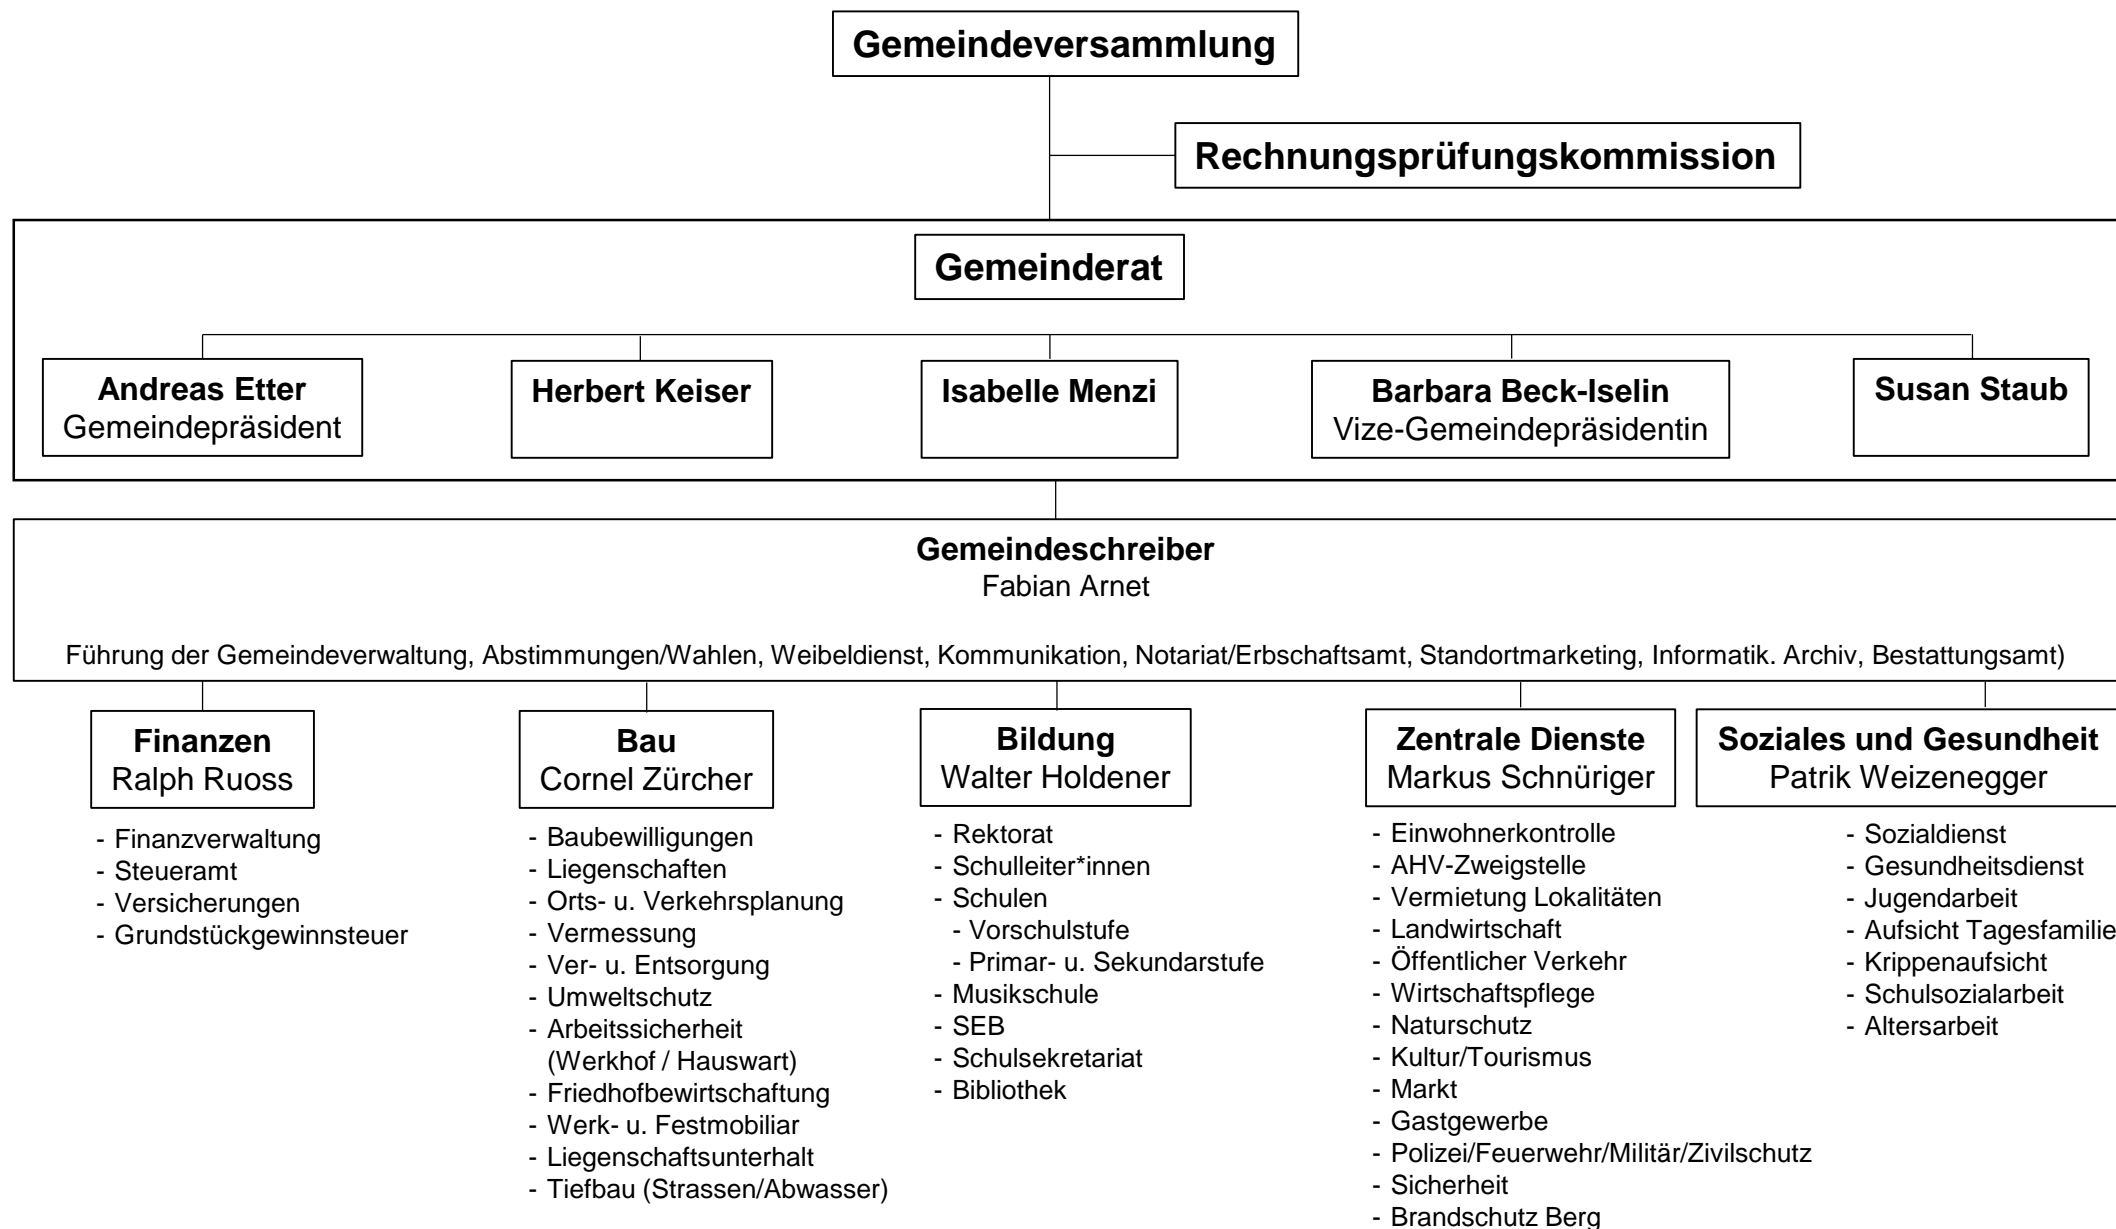 Gemeindeversammlung
Rechnungsprüfungskommission
Gemeinderat
Andreas Etter
Gemeindepräsident
Herbert Keiser
Isabelle Menzi
Barbara Beck-Iselin
Vize-Gemeindepräsidentin
Susan Staub
Gemeindeschreiber
Fabian Arnet
Führung der Gemeindeverwaltung, Abstimmungen/Wahlen, Weibeldienst, Kommunikation, Notariat/Erbschaftsamt, Standortmarketing, Informatik. Archiv, Bestattungsamt)
Finanzen
Ralph Ruoss
- Finanzverwaltung
- Steueramt
- Versicherungen
- Grundstückgewinnsteuer
Bau
Cornel Zürcher
- Baubewilligungen
- Liegenschaften
- Orts- u. Verkehrsplanung
- Vermessung
- Ver- u. Entsorgung
- Umweltschutz
- Arbeitssicherheit
(Werkhof / Hauswart)
- Friedhofbewirtschaftung
- Werk- u. Festmobiliar
- Liegenschaftsunterhalt
- Tiefbau (Strassen/Abwasser)
Bildung
Walter Holdener
- Rektorat
- Schulleiter*innen
- Schulen
- Vorschulstufe
- Primar- u. Sekundarstufe
- Musikschule
- SEB
- Schulsekretariat
- Bibliothek
Zentrale Dienste
Markus Schnüriger
- Einwohnerkontrolle
- AHV-Zweigstelle
- Vermietung Lokalitäten
- Landwirtschaft
- Öffentlicher Verkehr
- Wirtschaftspflege
- Naturschutz
- Kultur/Tourismus
- Markt
- Gastgewerbe
- Polizei/Feuerwehr/Militär/Zivilschutz
- Sicherheit
- Brandschutz Berg
Soziales und Gesundheit
Patrik Weizenegger
- Sozialdienst
- Gesundheitsdienst
- Jugendarbeit
- Aufsicht Tagesfamilie
- Krippenaufsicht
- Schulsozialarbeit
- Altersarbeit